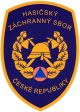 HASIČSKÝ
ZÁCHRANNÝ SBOR
ČESKÉ REPUBLIKY